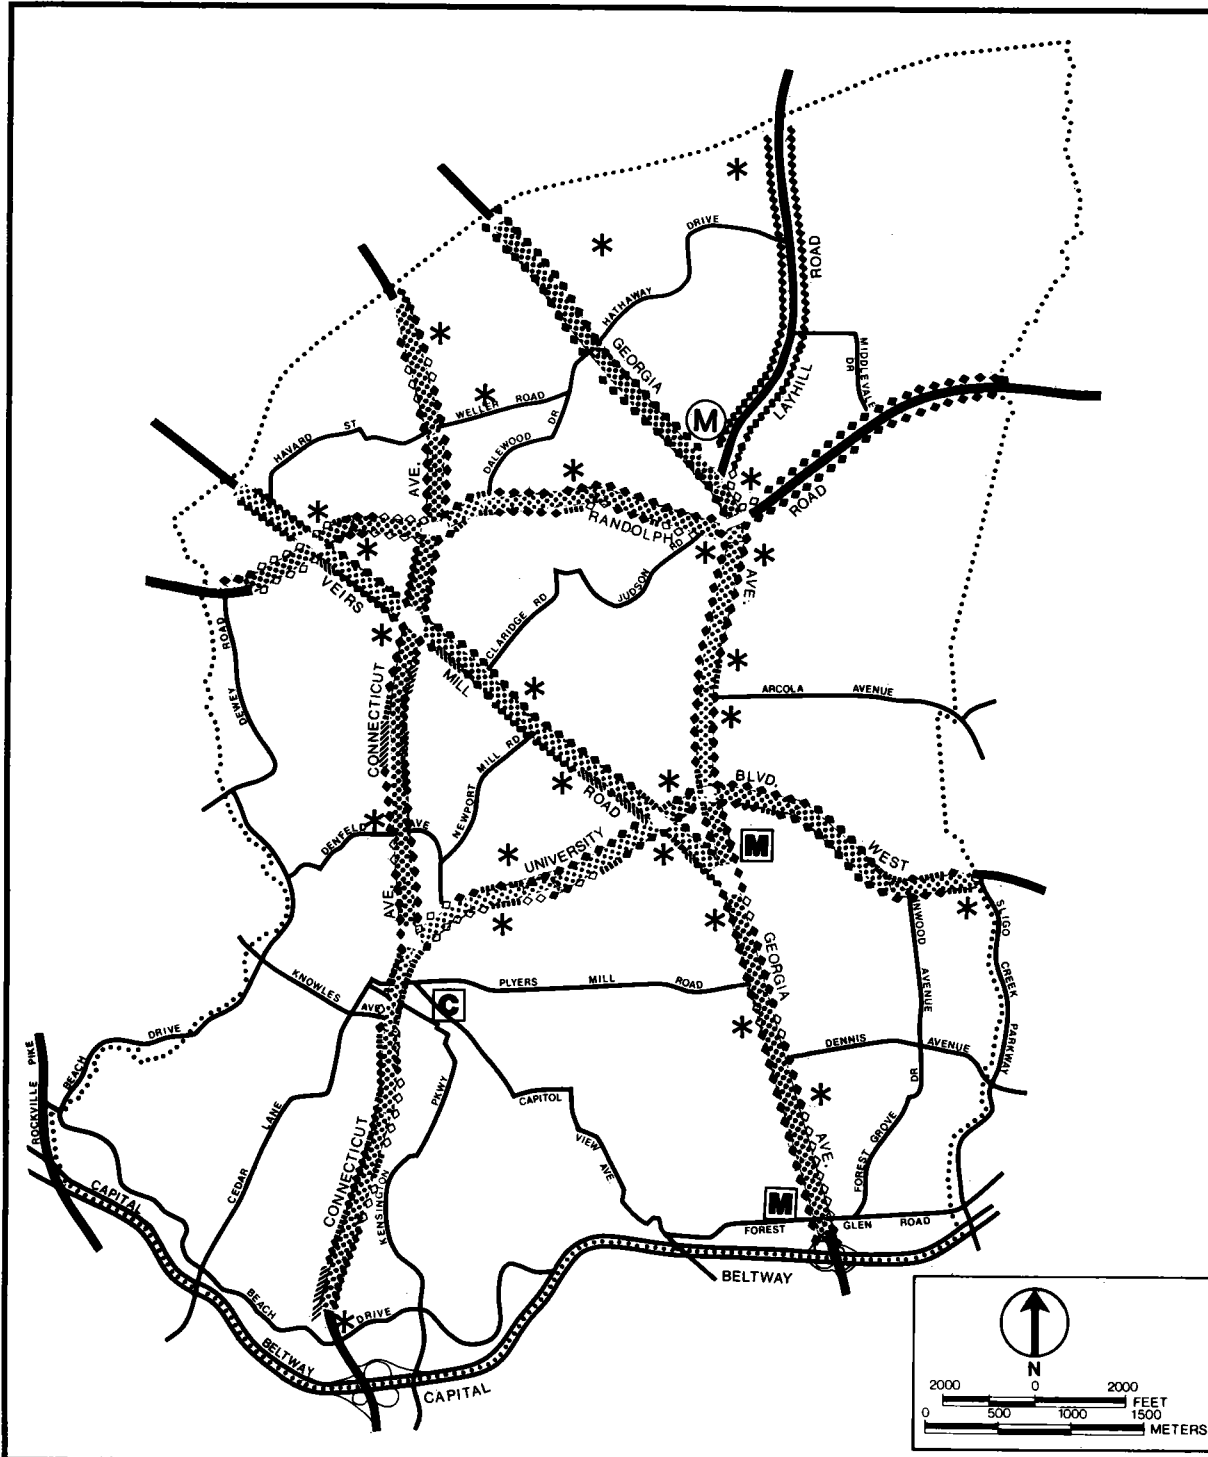 DRIVE
ROAD
HATHAWAY
GEORGIA
MIDDLEVALE
DR
LAYHILL
M
WELLER ROAD
HAVARD ST
DALEWOOD DR
AVE.
ROAD
RANDOLPH
RD
JUDSON
AVE.
VEIRS
CLARIDGE RD
DEWEY ROAD
MILL
CONNECTICUT
ARCOLA AVENUE
NEWPORT MILL RD
ROAD
BLVD.
DENFELD AVE
UNIVERSITY
M
WEST
AVE.
INWOOD AVENUE
SLIGO CREEK PARKWAY
GEORGIA
KNOWLES AVE
PLYERS MILL ROAD
C
BEACH DRIVE
DENNIS AVENUE
ROCKVILLE PIKE
PKWY
CAPITOL VIEW AVE.
CEDAR LANE
CONNECTICUT
KENSINGTON
AVE.
FOREST GROVE DR
CAPITAL
M
FOREST GLEN ROAD
BELTWAY
BEACH DRIVE
BELTWAY
CAPITAL
N
2000 0 2000
FEET
0 500 1000 1500
METERS